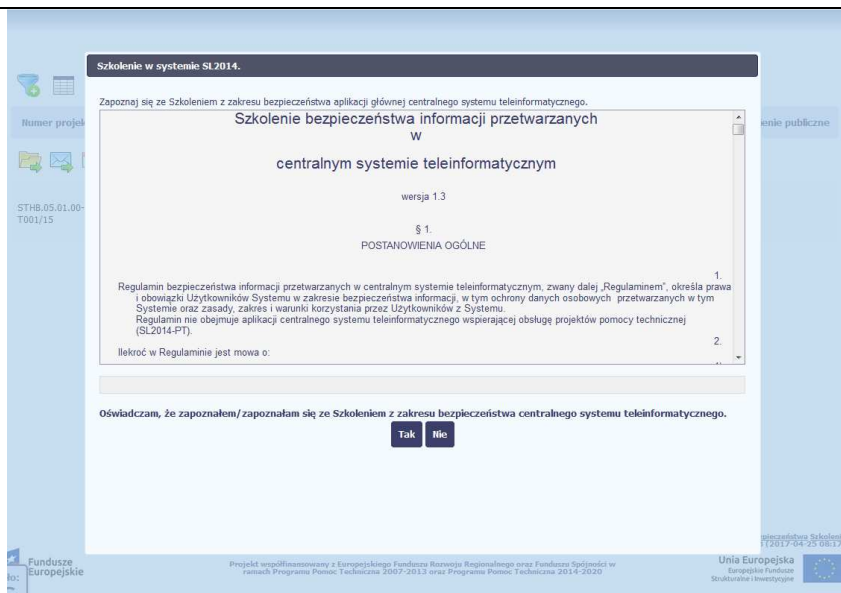 Szkolenie w systemie SL2014.
Zapoznaj się ze Szkoleniem z zakresu bezpieczeństwa aplikacji głównej centralnego systemu teleinformatycznego.
Szkolenie bezpieczeństwa informacji przetwarzanych
w
centralnym systemie teleinformatycznym
wersja 1.3
§ 1.
POSTANOWIENIA OGÓLNE
1.
Regulamin bezpieczeństwa informacji przetwarzanych w centralnym systemie teleinformatycznym, zwany dalej „Regulaminem”, określa prawa
i obowiązki Użytkowników Systemu w zakresie bezpieczeństwa informacji, w tym ochrony danych osobowych przetwarzanych w tym
Systemie oraz zasady, zakres i warunki korzystania przez Użytkowników z Systemu.
Regulamin nie obejmuje aplikacji centralnego systemu teleinformatycznego wspierającej obsługę projektów pomocy technicznej
(SL2014-PT).
2.
Ilekroć w Regulaminie jest mowa o:
Oświadczam, że zapoznałem/zapoznałam się ze Szkoleniem z zakresu bezpieczeństwa centralnego systemu teleinformatycznego.
Tak Nie
Numer projek
enie publiczne
STHB.05.01.00-
T001/15
Szkoleni
(2017-04-25 08:17
Fundusze
Europejskie
Projekt współfinansowany z Europejskiego Funduszu Rozwoju Regionalnego oraz Funduszu Spójności w
ramach Programu Pomoc Techniczna 2007-2013 oraz Programu Pomoc Techniczna 2014-2020
Unia Europejska
Europejskie Fundusze
Strukturalne i Inwestycyjne